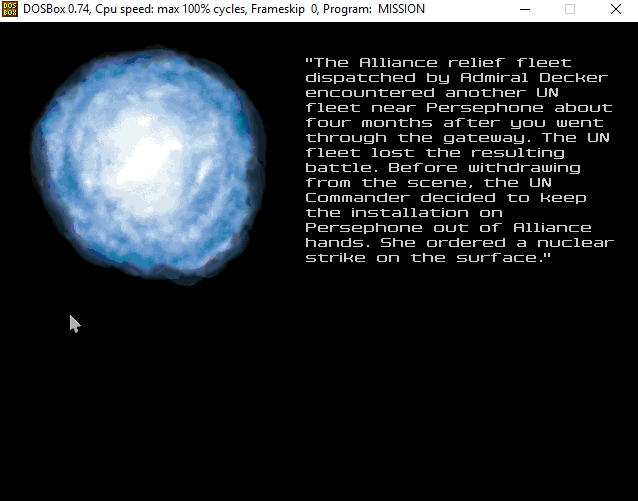 DOS BOX
DOSBox 0.74, Cpu speed: max 100% cycles, Frameskip 0, Program: MISSION
"The Alliance relief fleet
dispatched by Admiral Decker
encountered another UN
fleet near Persephone about
four months after you went
through the gateway. The UN
fleet lost the resulting
battle. Before withdrawing
from the scene, the UN
Commander decided to keep
the installation on
Persephone out of Alliance
hands. She ordered a nuclear
strike on the surface."